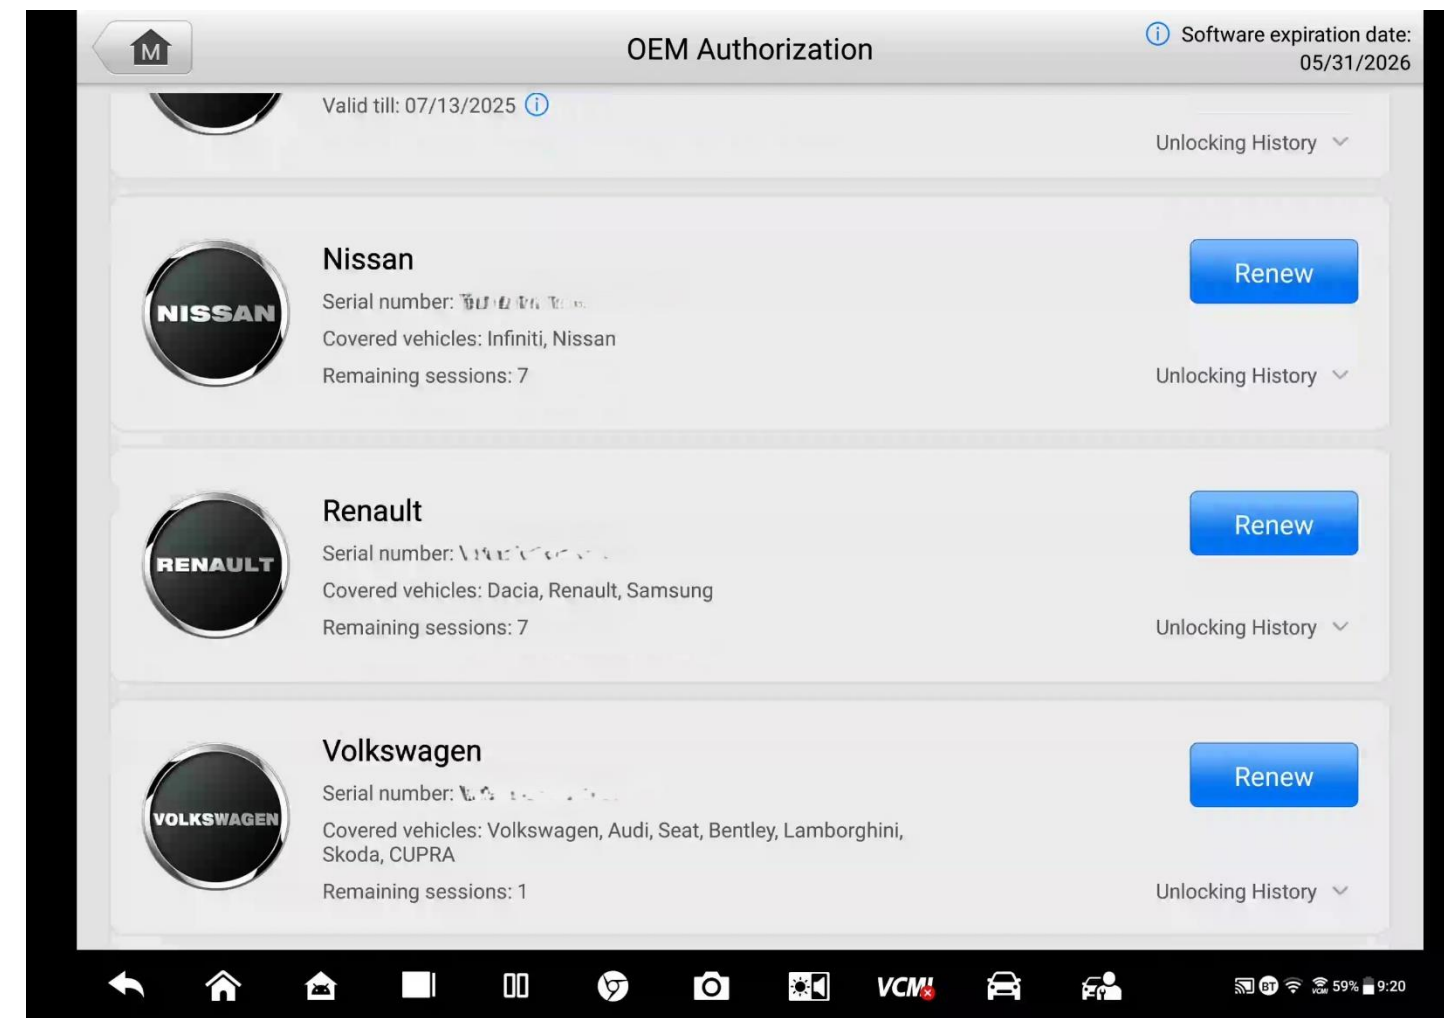 M
OEM Authorization
Software expiration date:
05/31/2026
Valid till: 07/13/2025
Unlocking History
NISSAN
Nissan
Serial number:
Covered vehicles: Infiniti, Nissan
Remaining sessions: 7
Renew
Unlocking History
RENAULT
Renault
Serial number:
Covered vehicles: Dacia, Renault, Samsung
Remaining sessions: 7
Renew
Unlocking History
VOLKSWAGEN
Volkswagen
Serial number:
Covered vehicles: Volkswagen, Audi, Seat, Bentley, Lamborghini,
Skoda, CUPRA
Remaining sessions: 1
Renew
Unlocking History
VCMI
BT VCMI 59% 9:20